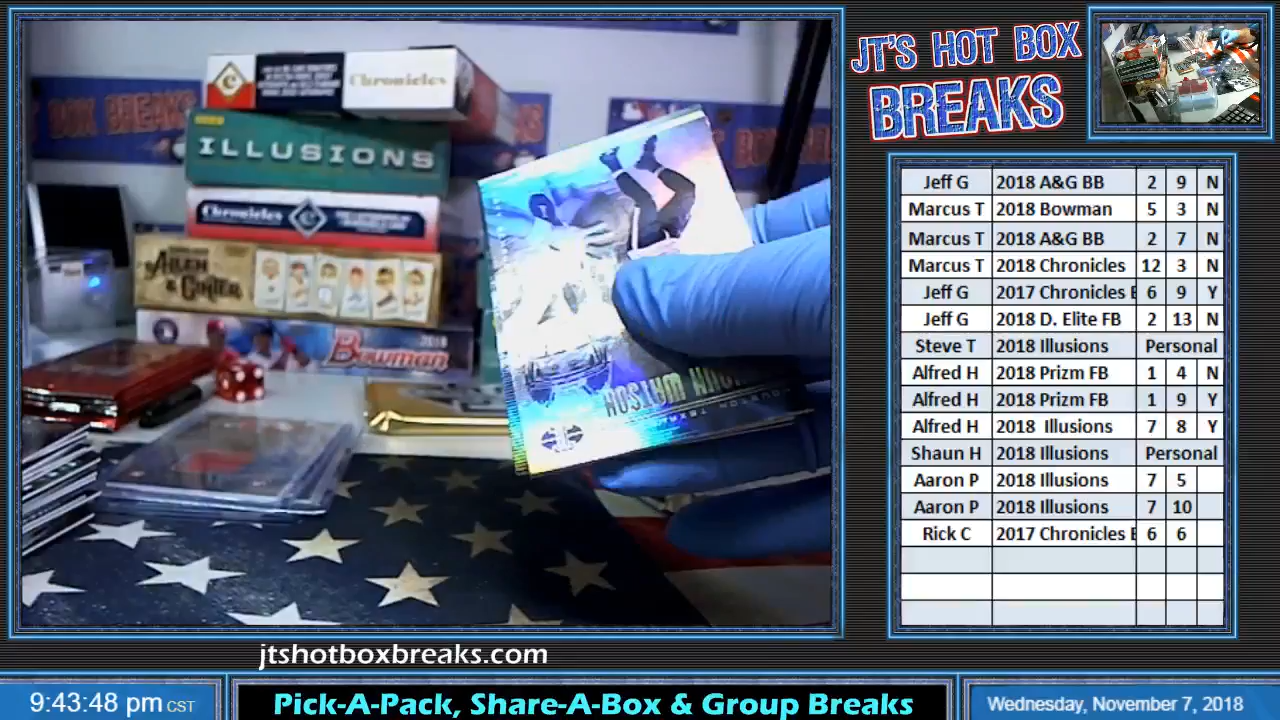 JT'S HOT BOX
BREAKS
Chronicles
ILLUSIONS
Chronicles
ALLEN
& GINTER
2018
Bowman
BOX BREAKS
Jeff G 2018 A&G BB 2 9 N
Marcus T 2018 Bowman 5 3 N
Marcus T 2018 A&G BB 2 7 N
Marcus T 2018 Chronicles 12 3 N
Jeff G 2017 Chronicles 6 9 Y
Jeff G 2018 D. Elite FB 2 13 N
Steve T 2018 Illusions Personal
Alfred H 2018 Prizm FB 1 4 N
Alfred H 2018 Prizm FB 1 9 Y
Alfred H 2018 Illusions 7 8 Y
Shaun H 2018 Illusions Personal
Aaron P 2018 Illusions 7 5
Aaron P 2018 Illusions 7 10
Rick C 2017 Chronicles 6 6
jtshotboxbreaks.com
9:43:48 pm CST
Pick-A-Pack, Share-A-Box & Group Breaks
Wednesday, November 7, 2018